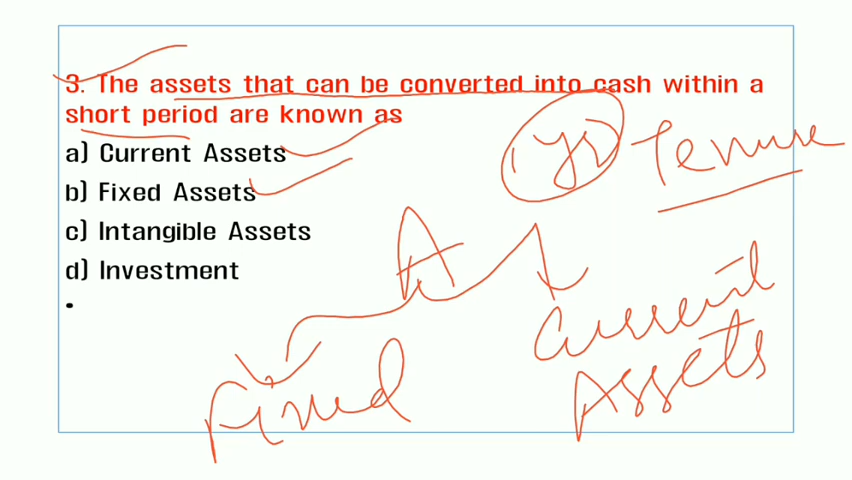 3. The assets that can be converted into cash within a
short period are known as
a) Current Assets
b) Fixed Assets
c) Intangible Assets
d) Investment
1 yr Tenure
A
Fixed
Current
Assets